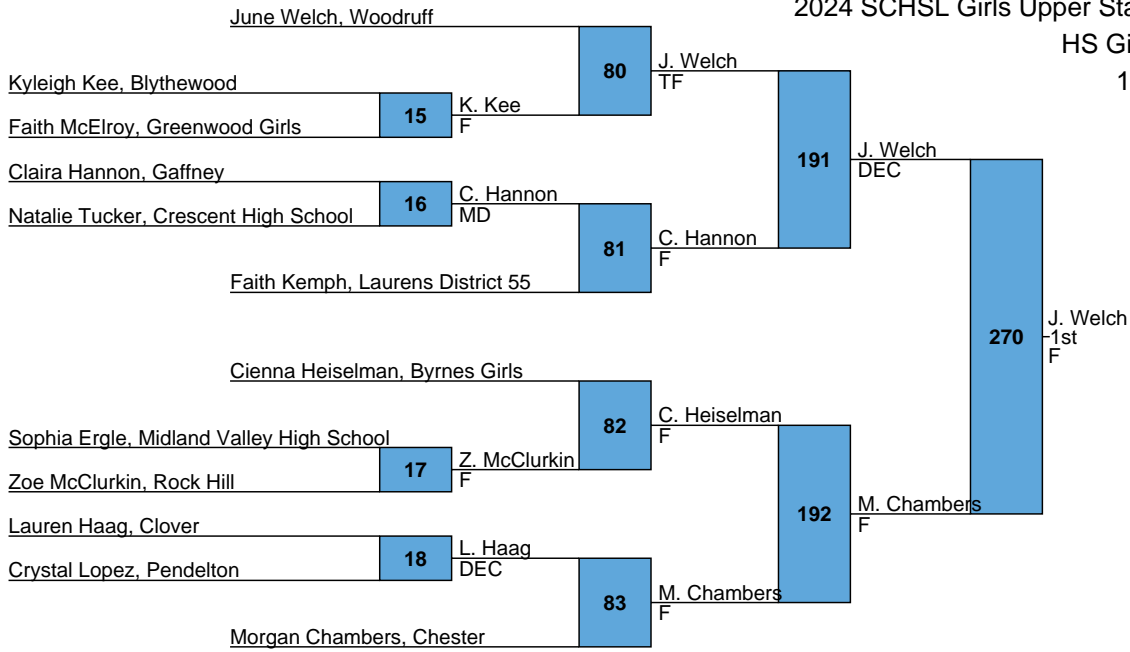 2024 SCHSL Girls Upper Sta
HS Gi
1
June Welch, Woodruff
80
J. Welch
TF
Kyleigh Kee, Blythewood
15
K. Kee
F
Faith McElroy, Greenwood Girls
191
J. Welch
DEC
Claira Hannon, Gaffney
16
C. Hannon
MD
Natalie Tucker, Crescent High School
81
C. Hannon
F
Faith Kemph, Laurens District 55
270
J. Welch
1st
F
Cienna Heiselman, Byrnes Girls
82
C. Heiselman
F
Sophia Ergle, Midland Valley High School
17
Z. McClurkin
F
Zoe McClurkin, Rock Hill
192
M. Chambers
F
Lauren Haag, Clover
18
L. Haag
DEC
Crystal Lopez, Pendelton
83
M. Chambers
F
Morgan Chambers, Chester